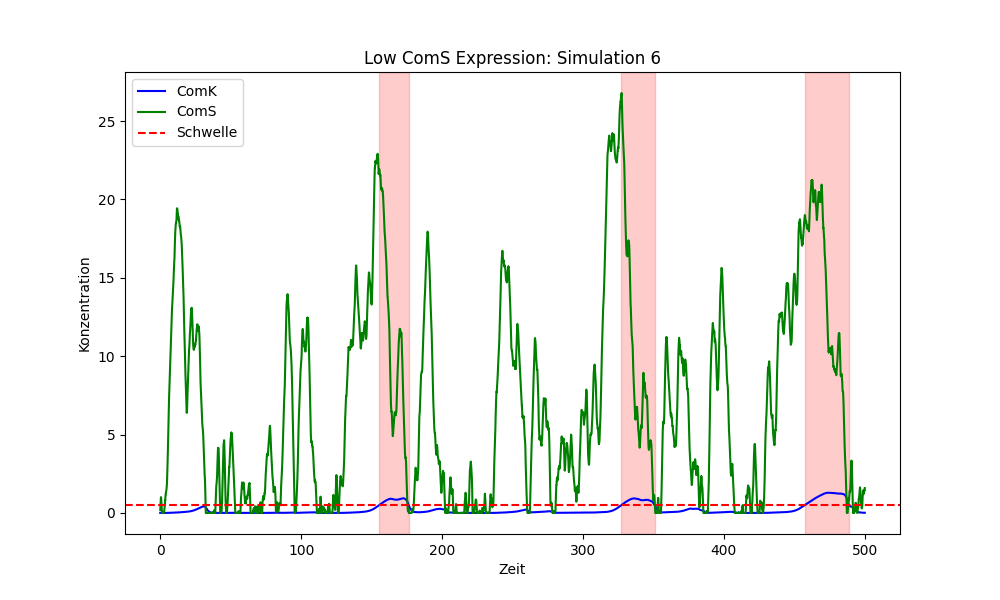 Low ComS Expression: Simulation 6
ComK
ComS
Schwelle
Konzentration
25
20
15
10
5
0
0 100 200 300 400 500
Zeit